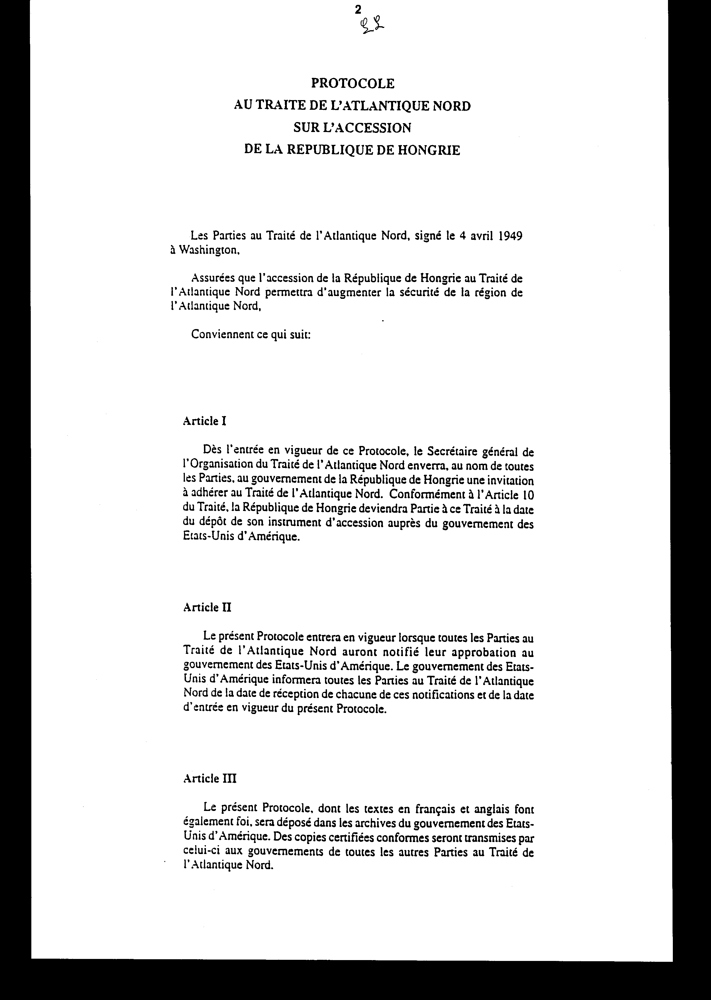 2
22
PROTOCOLE
AU TRAITE DE L'ATLANTIQUE NORD
SUR L'ACCESSION
DE LA REPUBLIQUE DE HONGRIE
Les Parties au Traité de l'Atlantique Nord, signé le 4 avril 1949
à Washington,
Assurées que l'accession de la République de Hongrie au Traité de
l'Atlantique Nord permettra d'augmenter la sécurité de la région de
l'Atlantique Nord,
Conviennent ce qui suit:
Article I
Dès l'entrée en vigueur de ce Protocole, le Secrétaire général de
l'Organisation du Traité de l'Atlantique Nord enverra, au nom de toutes
les Parties, au gouvernement de la République de Hongrie une invitation
à adhérer au Traité de l'Atlantique Nord. Conformément à l'Article 10
du Traité, la République de Hongrie deviendra Partie à ce Traité à la date
du dépôt de son instrument d'accession auprès du gouvernement des
Etats-Unis d'Amérique.
Article II
Le présent Protocole entrera en vigueur lorsque toutes les Parties au
Traité de l'Atlantique Nord auront notifié leur approbation au
gouvernement des Etats-Unis d'Amérique. Le gouvernement des Etats-
Unis d'Amérique informera toutes les Parties au Traité de l'Atlantique
Nord de la date de réception de chacune de ces notifications et de la date
d'entrée en vigueur du présent Protocole.
Article III
Le présent Protocole, dont les textes en français et anglais font
également foi, sera déposé dans les archives du gouvernement des Etats-
Unis d'Amérique. Des copies certifiées conformes seront transmises par
celui-ci aux gouvernements de toutes les autres Parties au Traité de
l'Atlantique Nord.